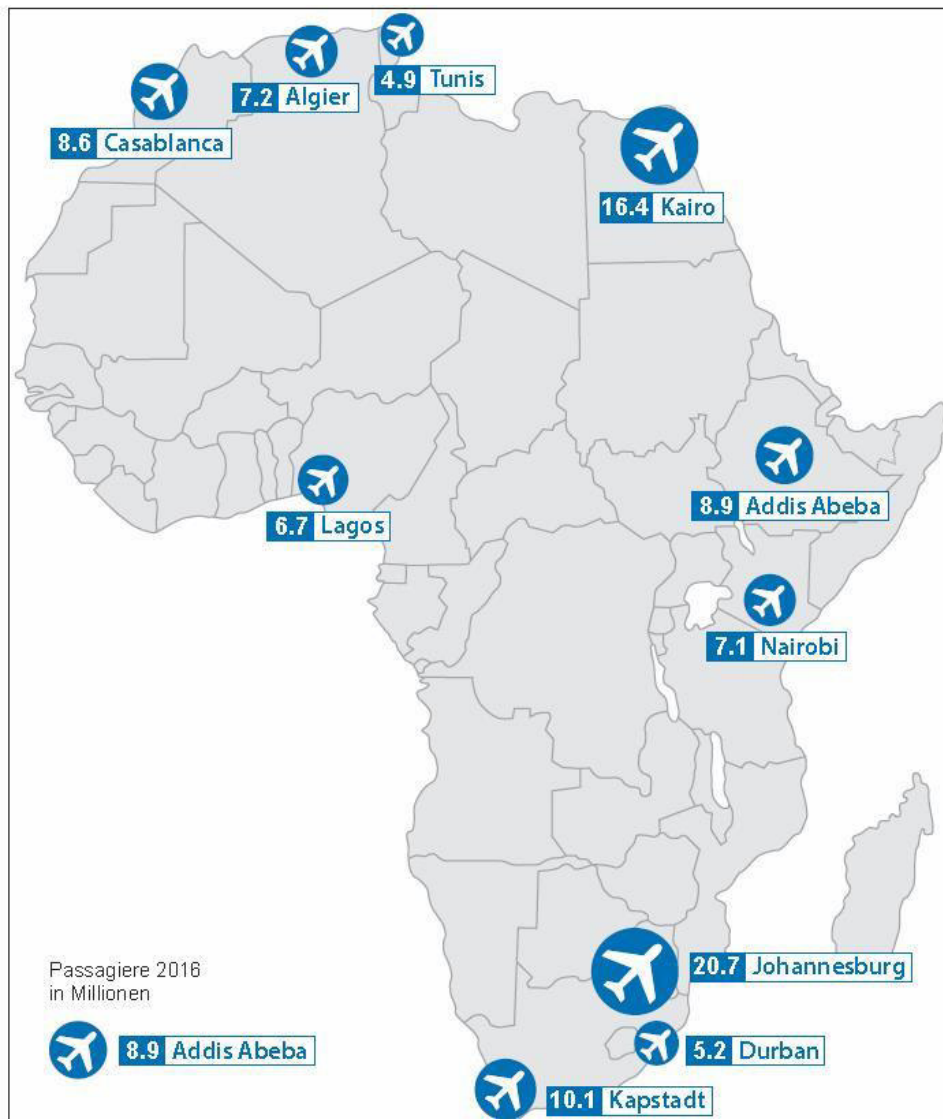 4.9 Tunis
7.2 Algier
8.6 Casablanca
16.4 Kairo
6.7 Lagos
8.9 Addis Abeba
7.1 Nairobi
20.7 Johannesburg
5.2 Durban
10.1 Kapstadt
Passagiere 2016
in Millionen
8.9 Addis Abeba